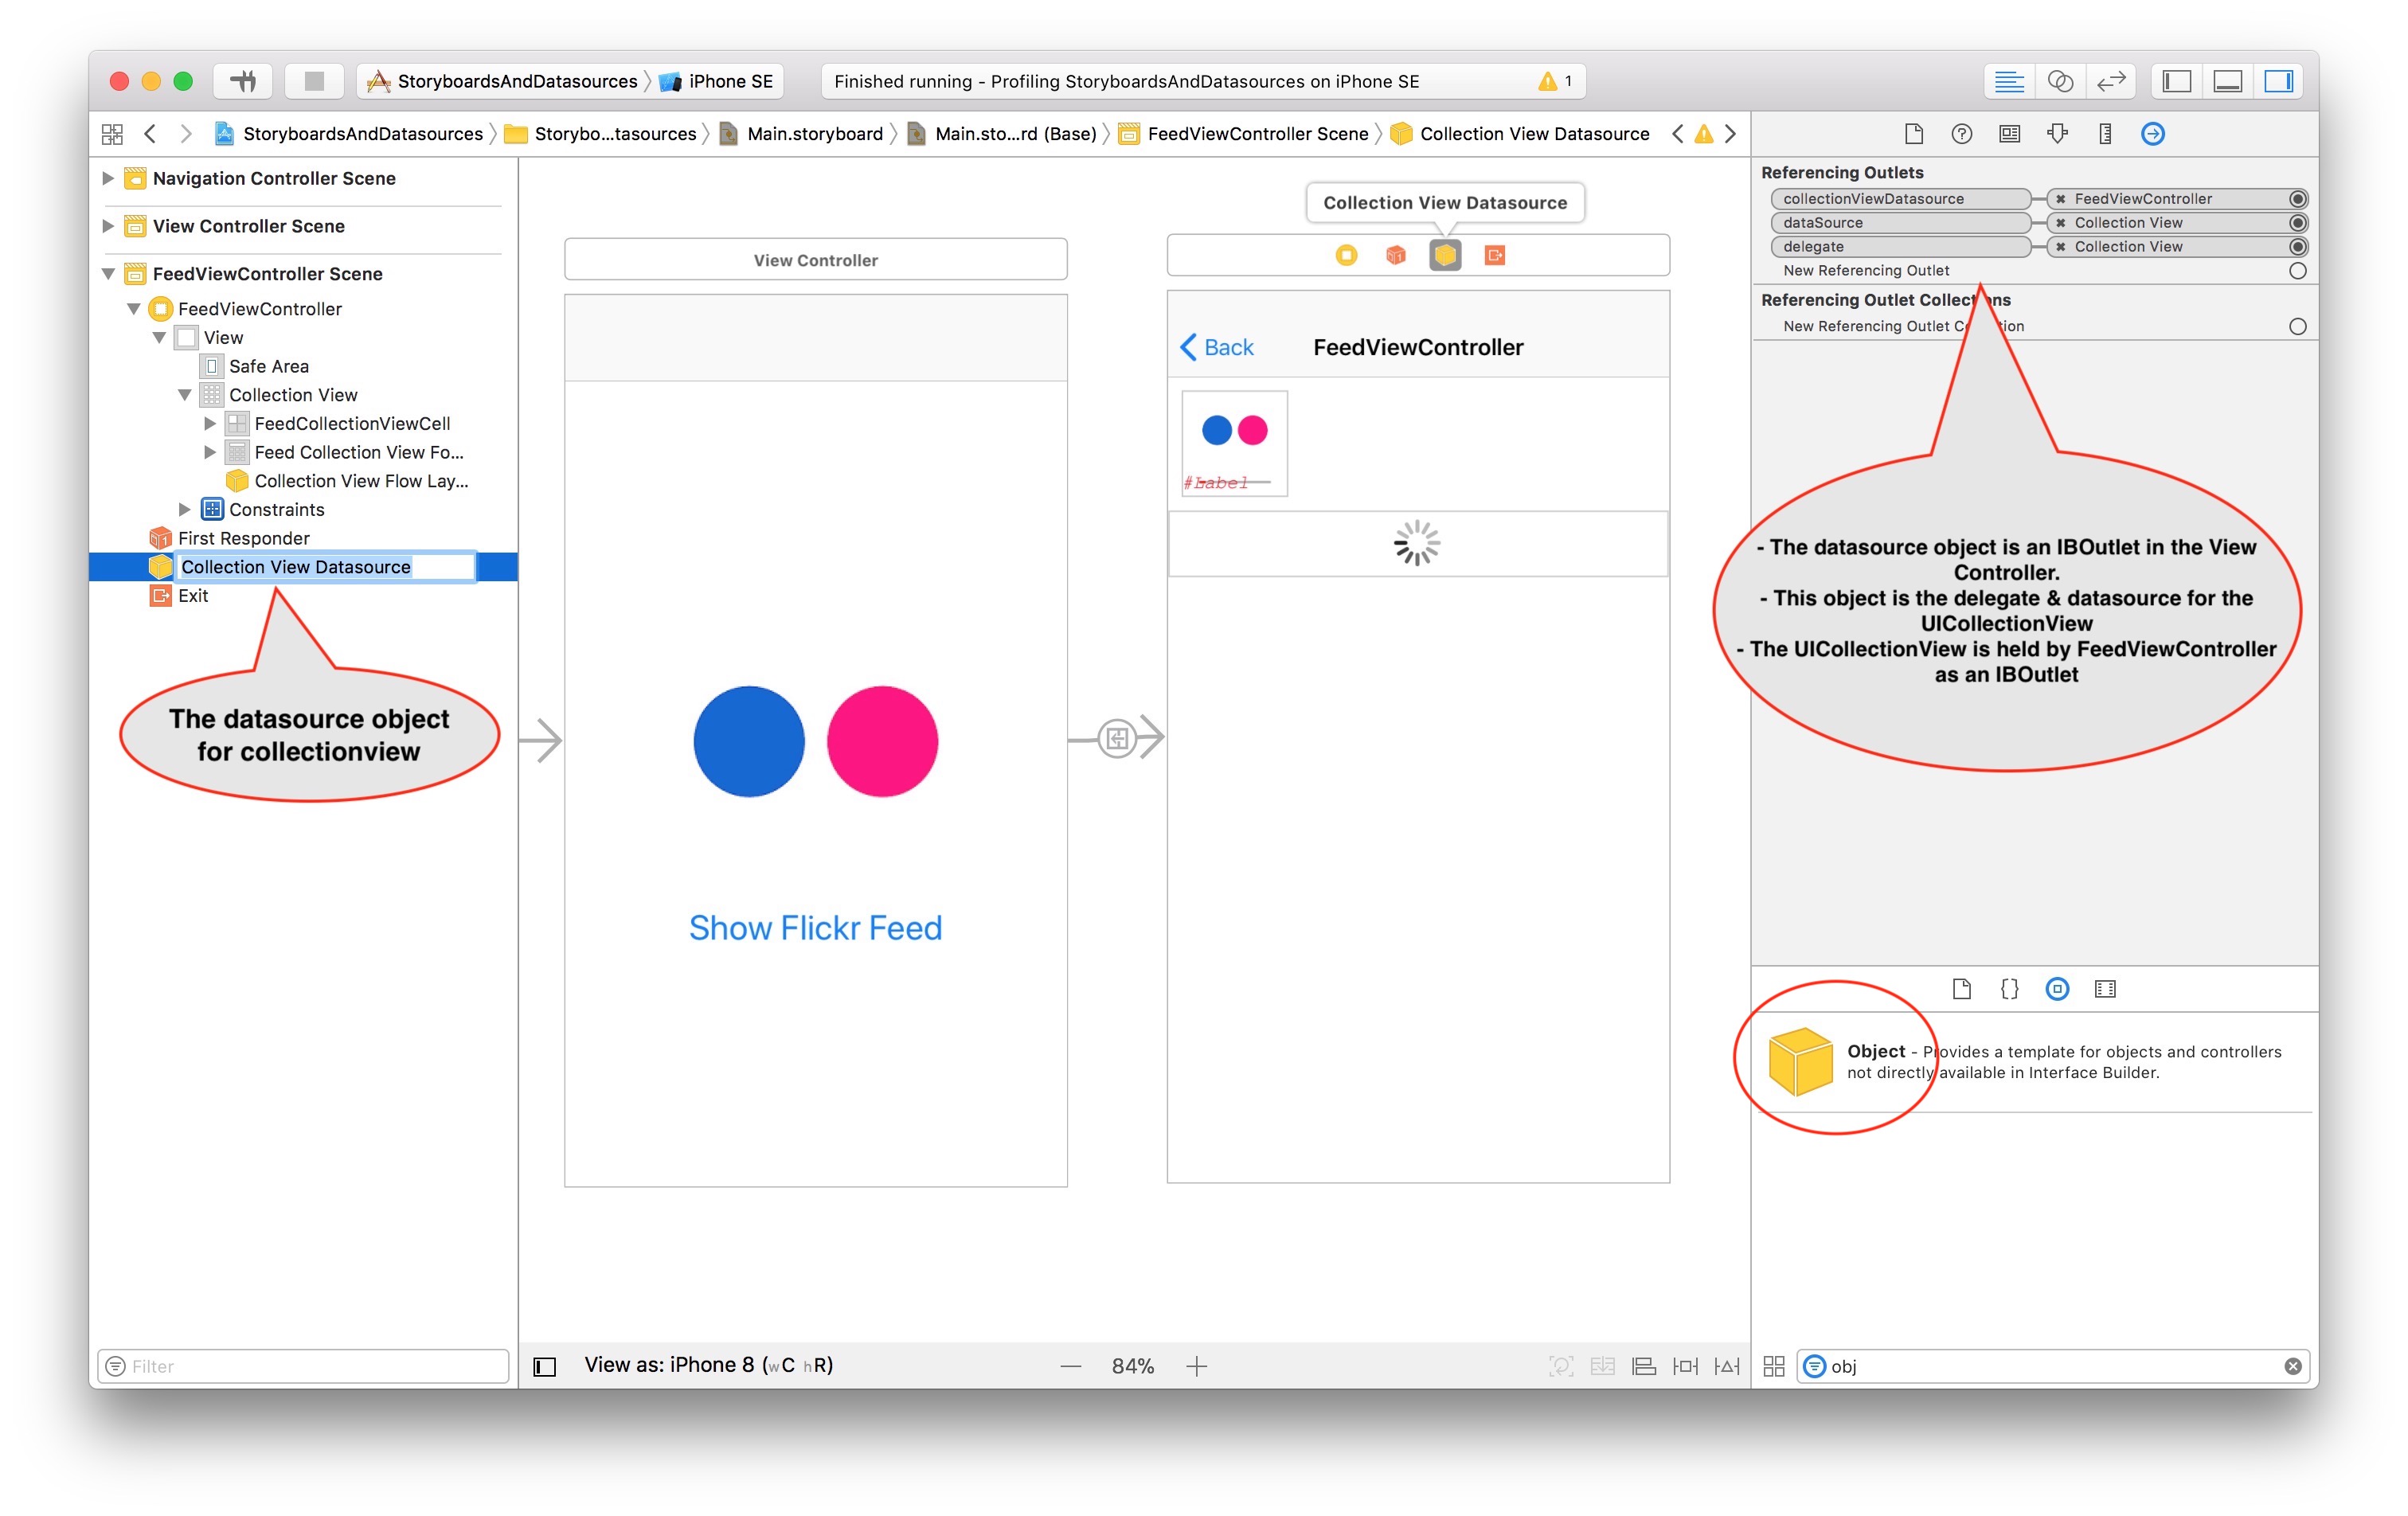 StoryboardsAndDatasources
iPhone SE
Finished running - Profiling StoryboardsAndDatasources on iPhone SE
1
StoryboardsAndDatasources
Storybo...tasources
Main.storyboard
Main.sto...rd (Base)
FeedViewController Scene
Collection View Datasource
Navigation Controller Scene
View Controller Scene
FeedViewController Scene
FeedViewController
View
Safe Area
Collection View
FeedCollectionViewCell
Feed Collection View Fo...
Collection View Flow Lay...
Constraints
First Responder
Collection View Datasource
Exit
The datasource object
for collectionview
Filter
View Controller
Show Flickr Feed
Collection View Datasource
Back
FeedViewController
#Label
View as: iPhone 8 (wC hR)
84%
Referencing Outlets
collectionViewDatasource
FeedViewController
dataSource
Collection View
delegate
Collection View
New Referencing Outlet
Referencing Outlet Collections
New Referencing Outlet Collection
- The datasource object is an IBOutlet in the View
Controller.
- This object is the delegate & datasource for the
UICollectionView
- The UICollectionView is held by FeedViewController
as an IBOutlet
Object - Provides a template for objects and controllers
not directly available in Interface Builder.
obj